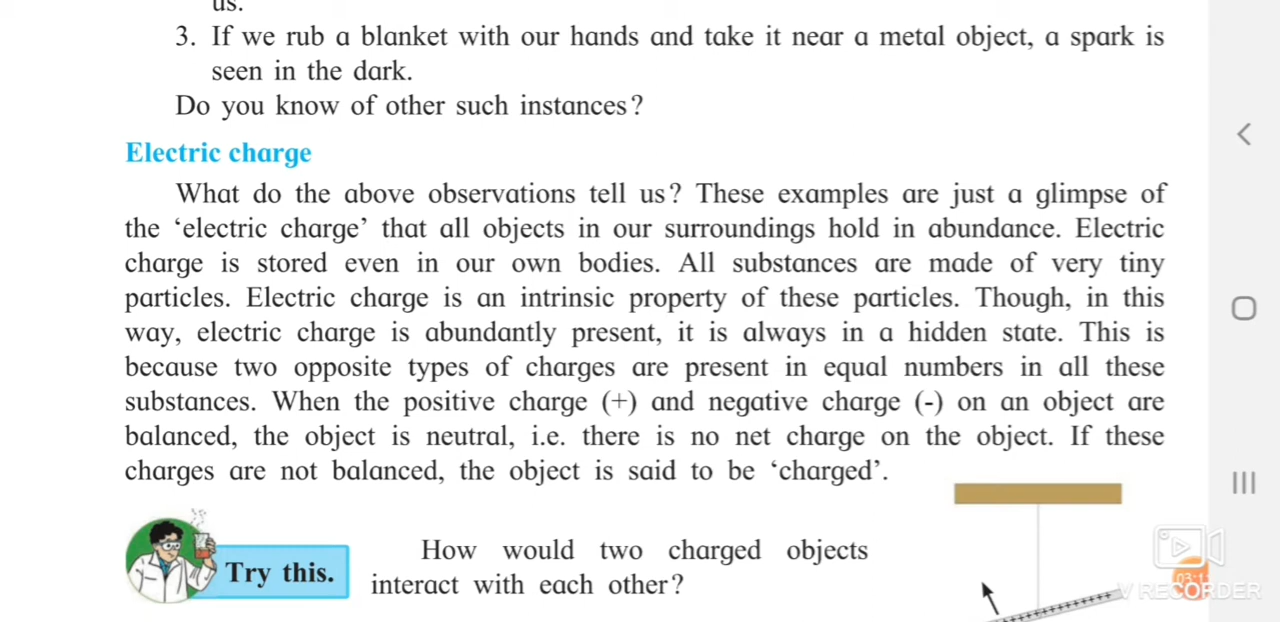 us.
3. If we rub a blanket with our hands and take it near a metal object, a spark is
seen in the dark.
Do you know of other such instances?
Electric charge
What do the above observations tell us? These examples are just a glimpse of
the ‘electric charge’ that all objects in our surroundings hold in abundance. Electric
charge is stored even in our own bodies. All substances are made of very tiny
particles. Electric charge is an intrinsic property of these particles. Though, in this
way, electric charge is abundantly present, it is always in a hidden state. This is
because two opposite types of charges are present in equal numbers in all these
substances. When the positive charge (+) and negative charge (-) on an object are
balanced, the object is neutral, i.e. there is no net charge on the object. If these
charges are not balanced, the object is said to be ‘charged’.
Try this.
How would two charged objects
interact with each other?
V RECORDER